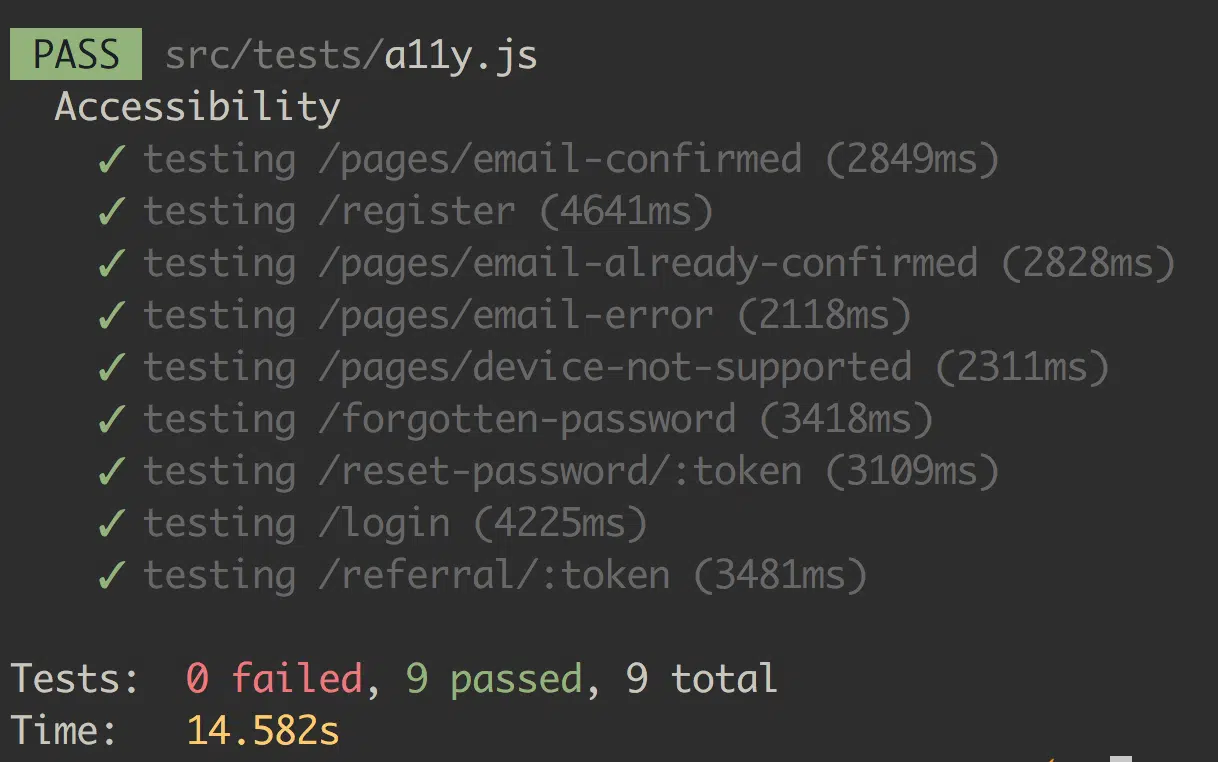 PASS src/tests/a11y.js
Accessibility
✓ testing /pages/email-confirmed (2849ms)
✓ testing /register (4641ms)
✓ testing /pages/email-already-confirmed (2828ms)
✓ testing /pages/email-error (2118ms)
✓ testing /pages/device-not-supported (2311ms)
✓ testing /forgotten-password (3418ms)
✓ testing /reset-password/:token (3109ms)
✓ testing /login (4225ms)
✓ testing /referral/:token (3481ms)
Tests: 0 failed, 9 passed, 9 total
Time: 14.582s